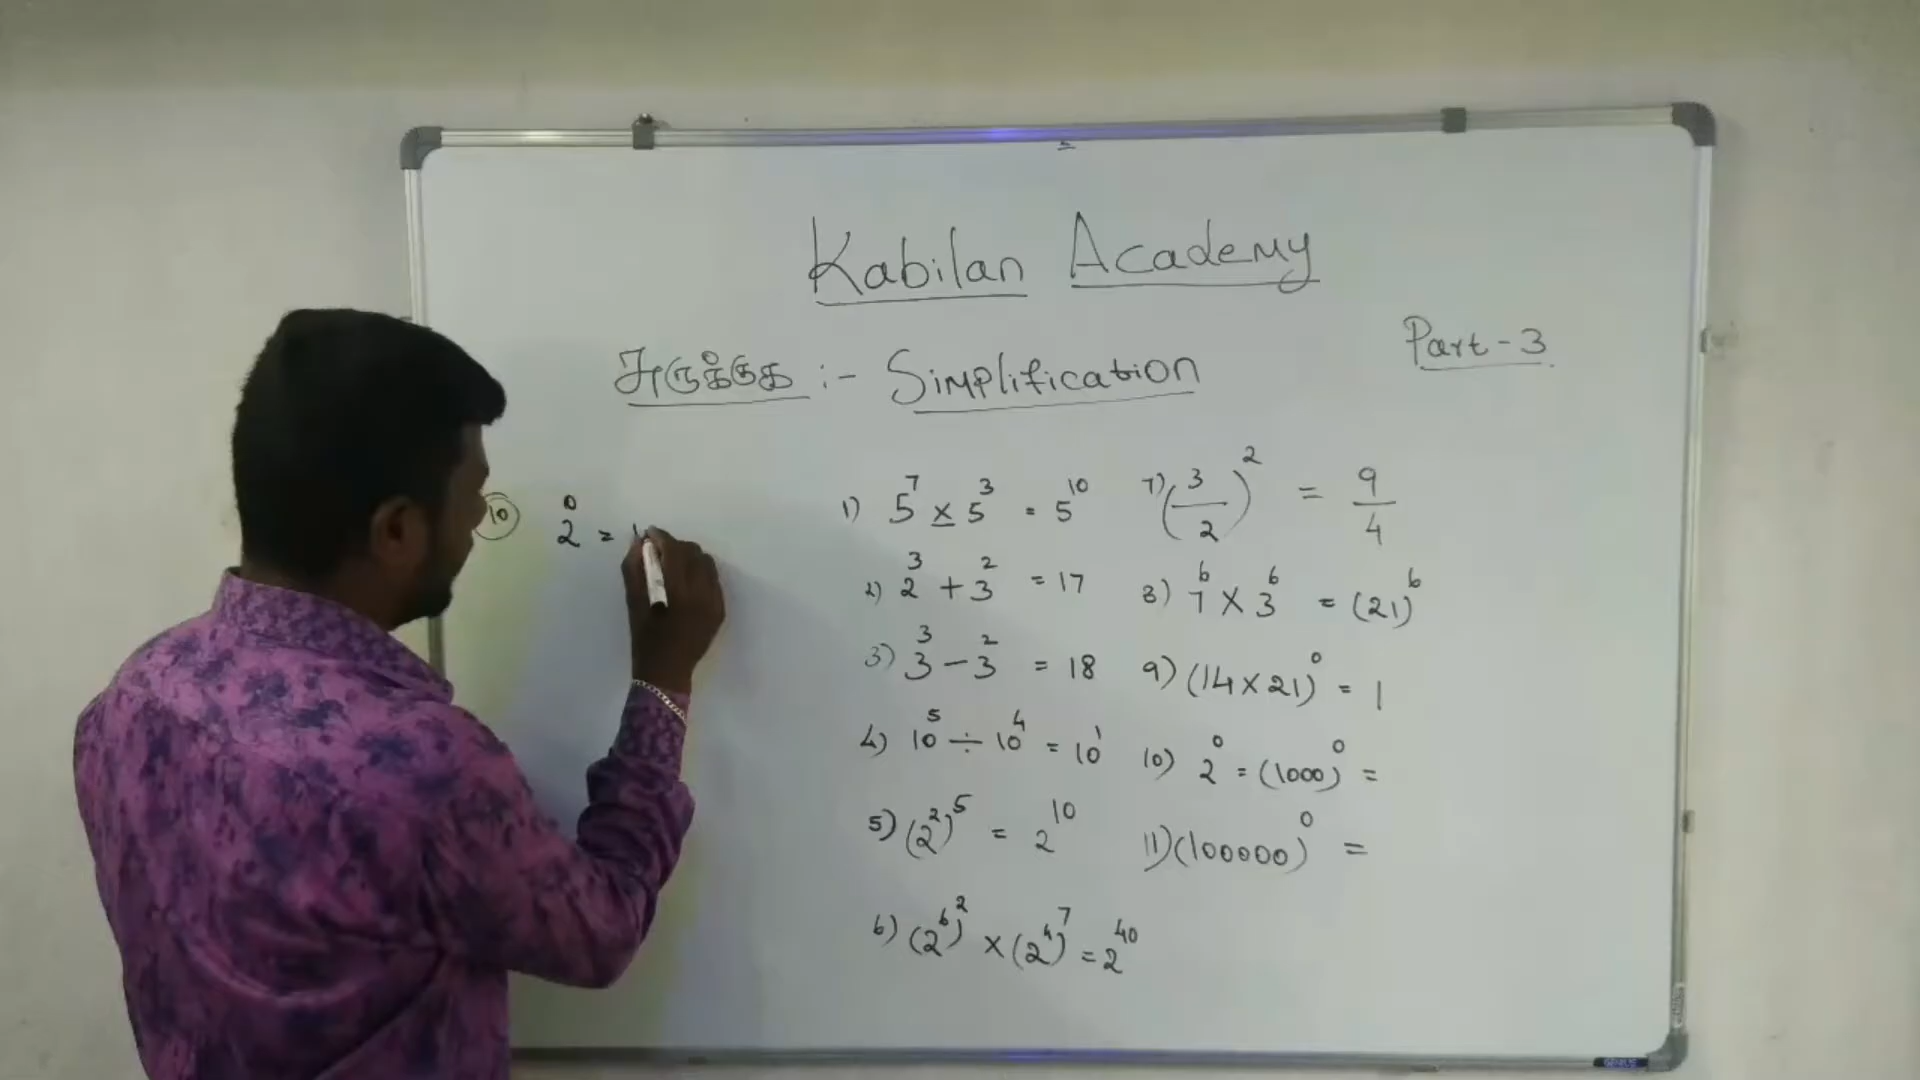 Kabilan Academy
சுருக்குக :- Simplification
Part-3
(10) 2⁰ =
1) 5⁷ × 5³ = 5¹⁰
2) 2³ + 3² = 17
3) 3³ - 3² = 18
4) 10⁵ ÷ 10⁴ = 10¹
5) (2²)⁵ = 2¹⁰
6) (2⁶)² × (2⁴)⁷ = 2⁴⁰
7) (3/2)² = 9/4
8) 7⁶ × 3⁶ = (21)⁶
9) (14×21)⁰ = 1
10) 2⁰ = (1000)⁰ =
11) (100000)⁰ =